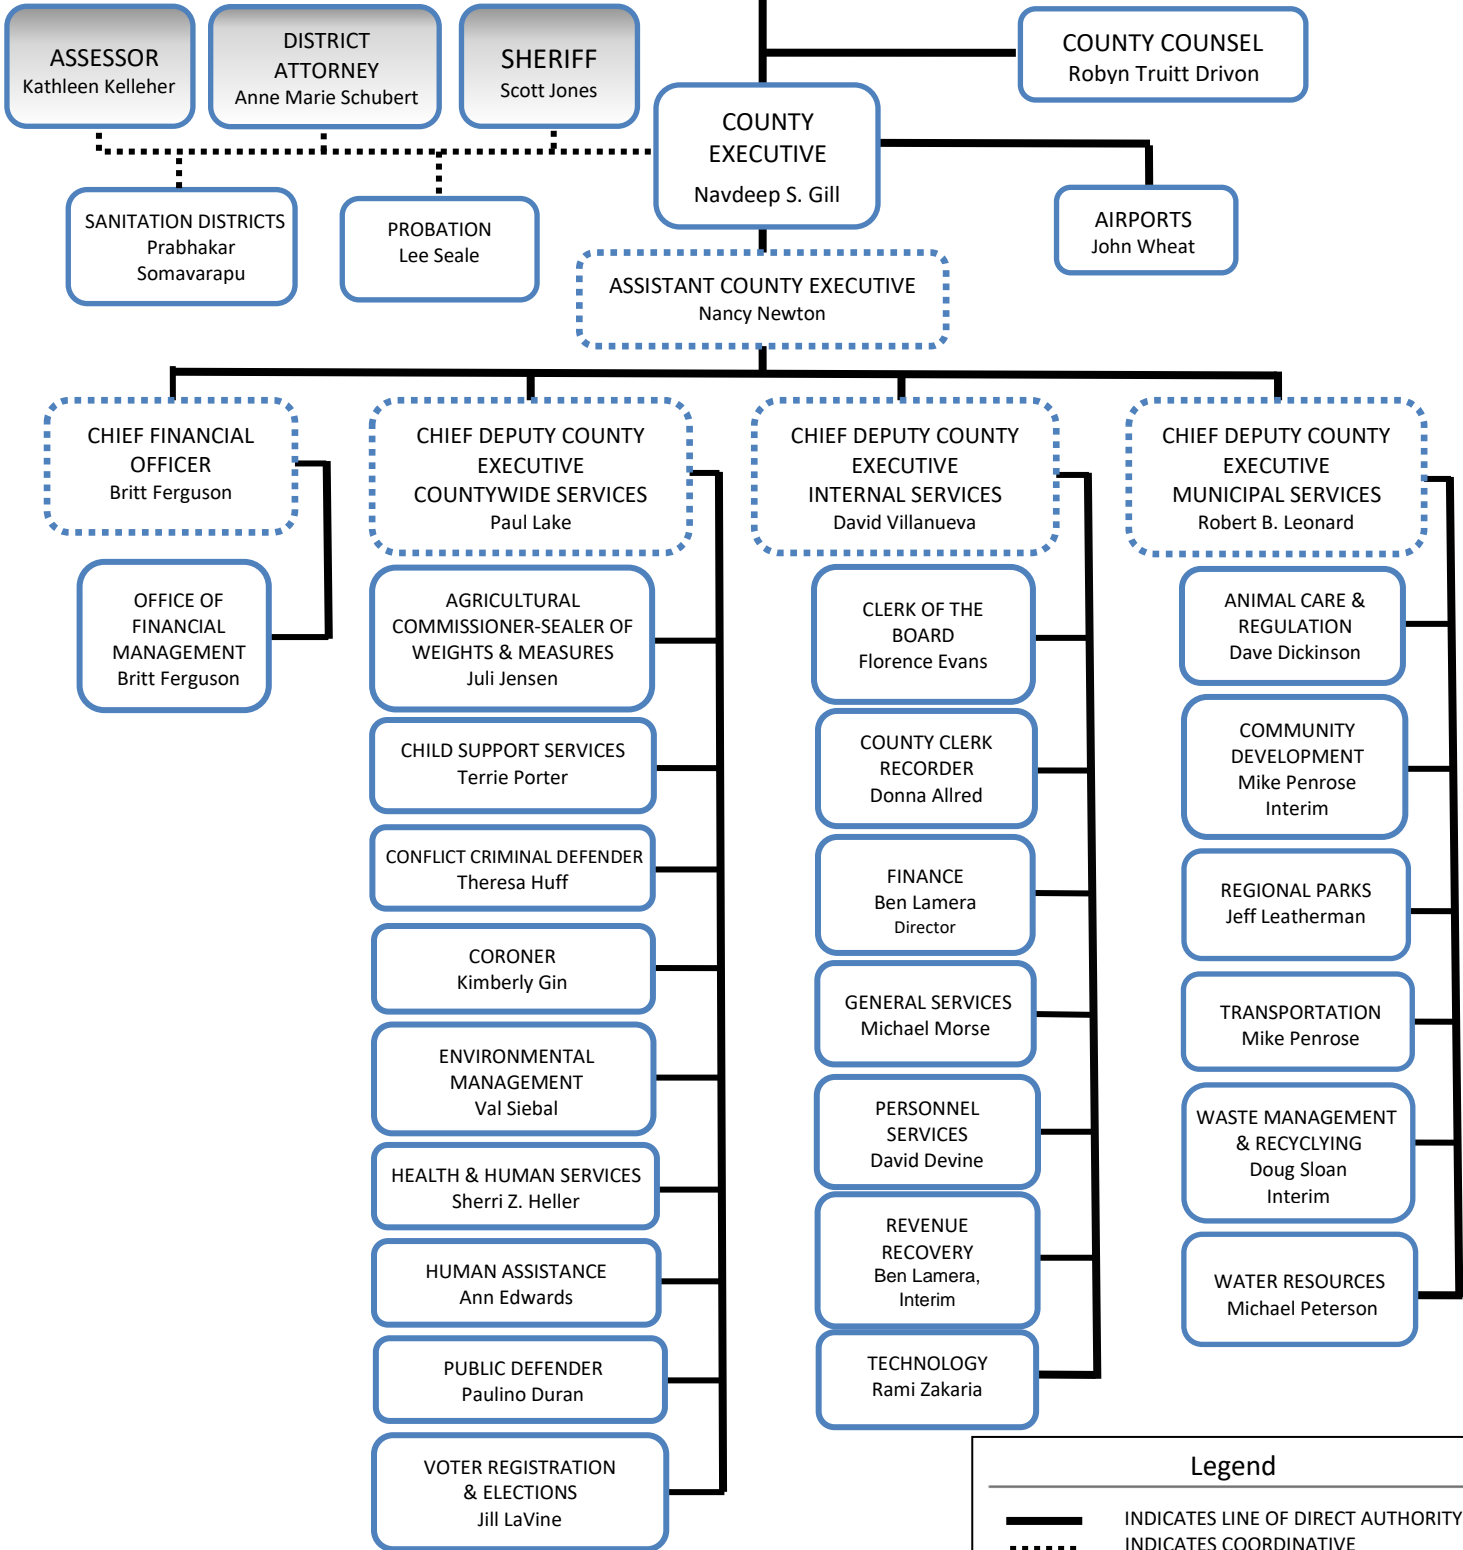 ASSESSOR
Kathleen Kelleher
DISTRICT
ATTORNEY
Anne Marie Schubert
SHERIFF
Scott Jones
COUNTY COUNSEL
Robyn Truitt Drivon
COUNTY
EXECUTIVE
Navdeep S. Gill
SANITATION DISTRICTS
Prabhakar
Somavarapu
PROBATION
Lee Seale
AIRPORTS
John Wheat
ASSISTANT COUNTY EXECUTIVE
Nancy Newton
CHIEF FINANCIAL
OFFICER
Britt Ferguson
OFFICE OF
FINANCIAL
MANAGEMENT
Britt Ferguson
CHIEF DEPUTY COUNTY
EXECUTIVE
COUNTYWIDE SERVICES
Paul Lake
AGRICULTURAL
COMMISSIONER-SEALER OF
WEIGHTS & MEASURES
Juli Jensen
CHILD SUPPORT SERVICES
Terrie Porter
CONFLICT CRIMINAL DEFENDER
Theresa Huff
CORONER
Kimberly Gin
ENVIRONMENTAL
MANAGEMENT
Val Siebal
HEALTH & HUMAN SERVICES
Sherri Z. Heller
HUMAN ASSISTANCE
Ann Edwards
PUBLIC DEFENDER
Paulino Duran
VOTER REGISTRATION
& ELECTIONS
Jill LaVine
CHIEF DEPUTY COUNTY
EXECUTIVE
INTERNAL SERVICES
David Villanueva
CLERK OF THE
BOARD
Florence Evans
COUNTY CLERK
RECORDER
Donna Allred
FINANCE
Ben Lamera
Director
GENERAL SERVICES
Michael Morse
PERSONNEL
SERVICES
David Devine
REVENUE
RECOVERY
Ben Lamera,
Interim
TECHNOLOGY
Rami Zakaria
CHIEF DEPUTY COUNTY
EXECUTIVE
MUNICIPAL SERVICES
Robert B. Leonard
ANIMAL CARE &
REGULATION
Dave Dickinson
COMMUNITY
DEVELOPMENT
Mike Penrose
Interim
REGIONAL PARKS
Jeff Leatherman
TRANSPORTATION
Mike Penrose
WASTE MANAGEMENT
& RECYCLYING
Doug Sloan
Interim
WATER RESOURCES
Michael Peterson
Legend
INDICATES LINE OF DIRECT AUTHORITY
INDICATES COORDINATIVE